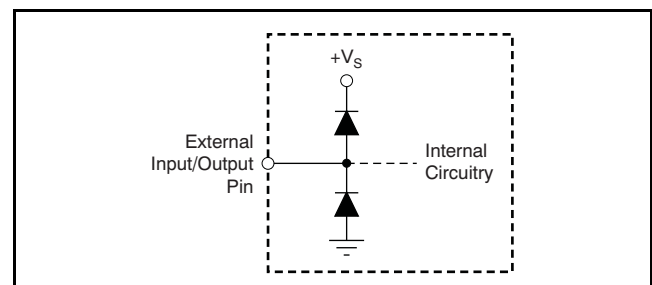 +VS
External
Input/Output
Pin
Internal
Circuitry